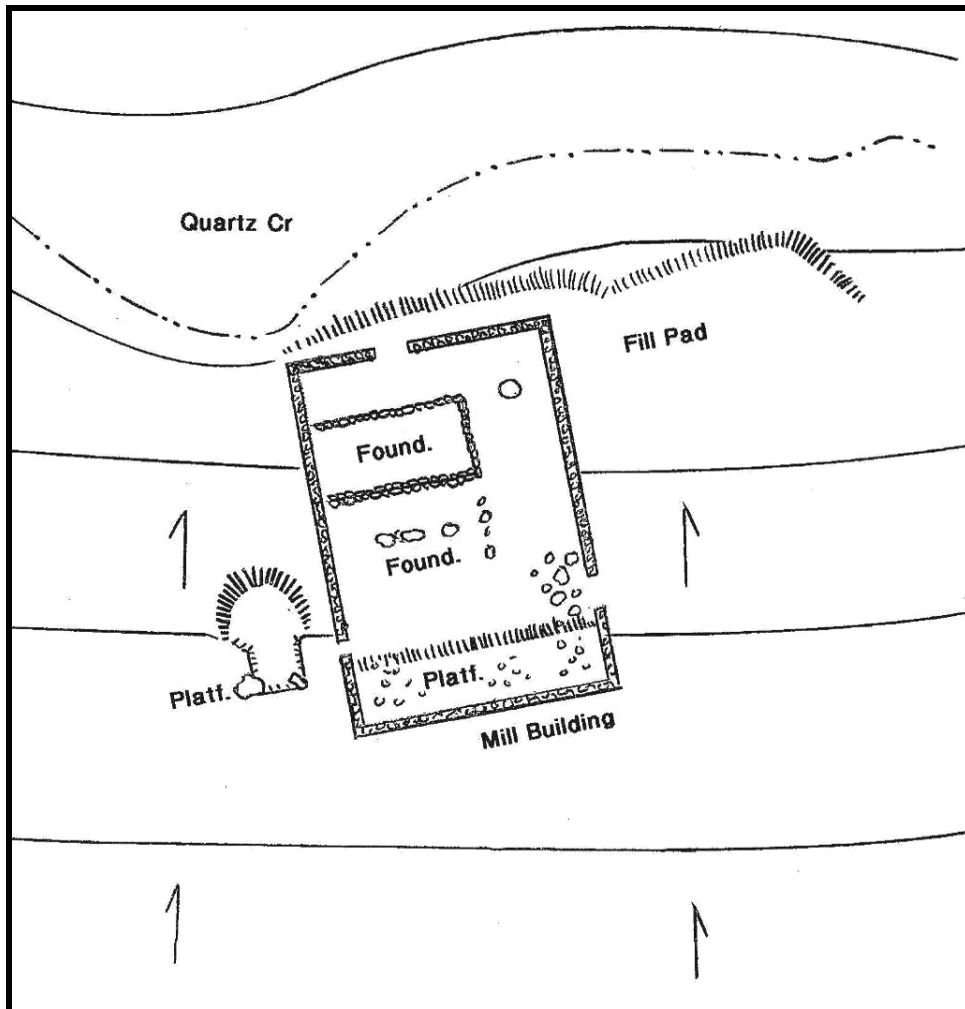 Quartz Cr
Fill Pad
Found.
Found.
Platf.
Platf.
Mill Building